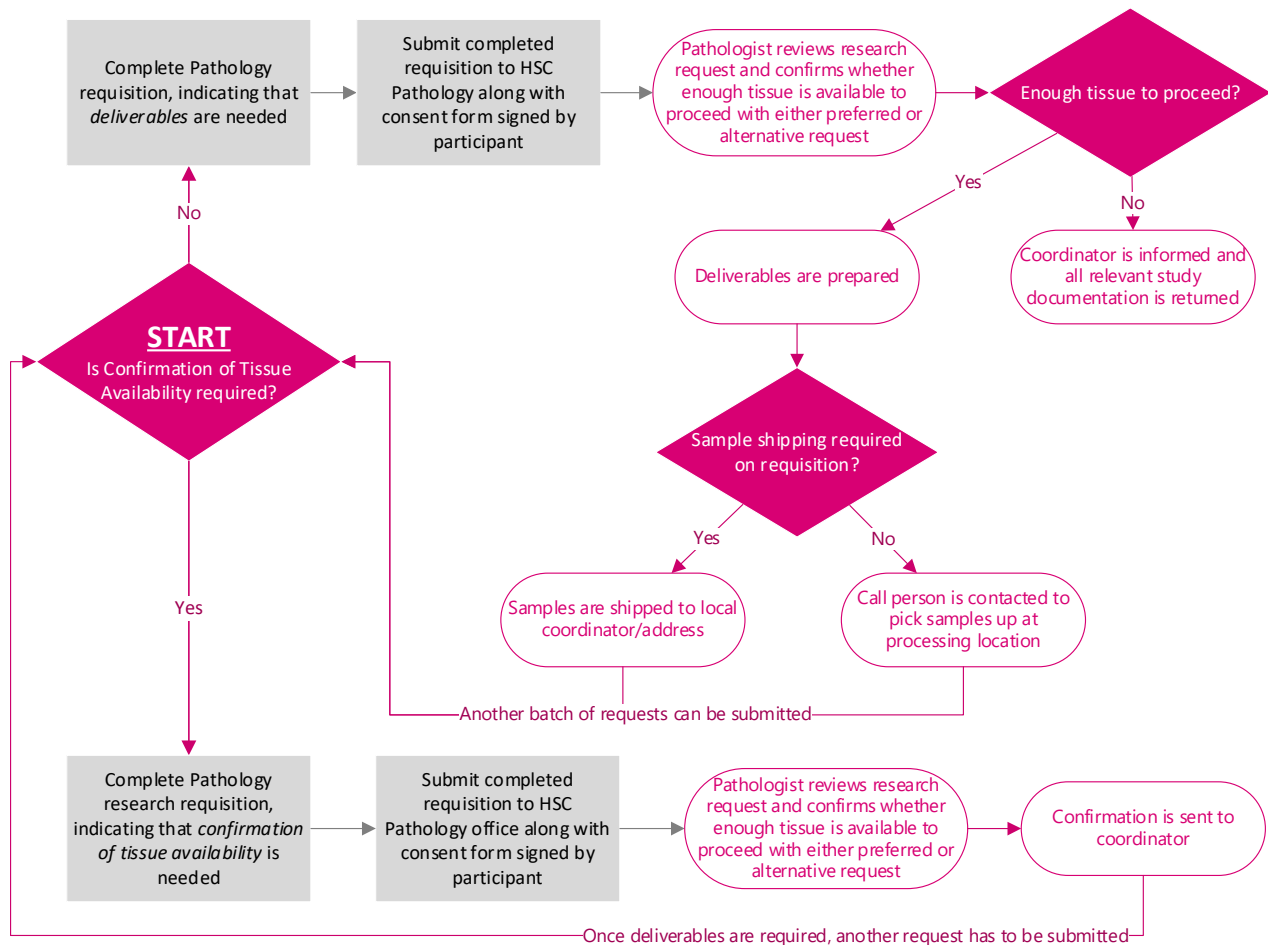 Complete Pathology
requisition, indicating that
deliverables are needed
Submit completed
requisition to HSC
Pathology along with
consent form signed by
participant
Pathologist reviews research
request and confirms whether
enough tissue is available to
proceed with either preferred or
alternative request
Enough tissue to proceed?
Yes
No
No
Deliverables are prepared
Coordinator is informed and
all relevant study
documentation is returned
START
Is Confirmation of Tissue
Availability required?
Sample shipping required
on requisition?
Yes
No
Yes
Samples are shipped to local
coordinator/address
Call person is contacted to
pick samples up at
processing location
Another batch of requests can be submitted
Complete Pathology
research requisition,
indicating that confirmation
of tissue availability is
needed
Submit completed
requisition to HSC
Pathology office along with
consent form signed by
participant
Pathologist reviews research
request and confirms whether
enough tissue is available to
proceed with either preferred or
alternative request
Confirmation is sent to
coordinator
Once deliverables are required, another request has to be submitted